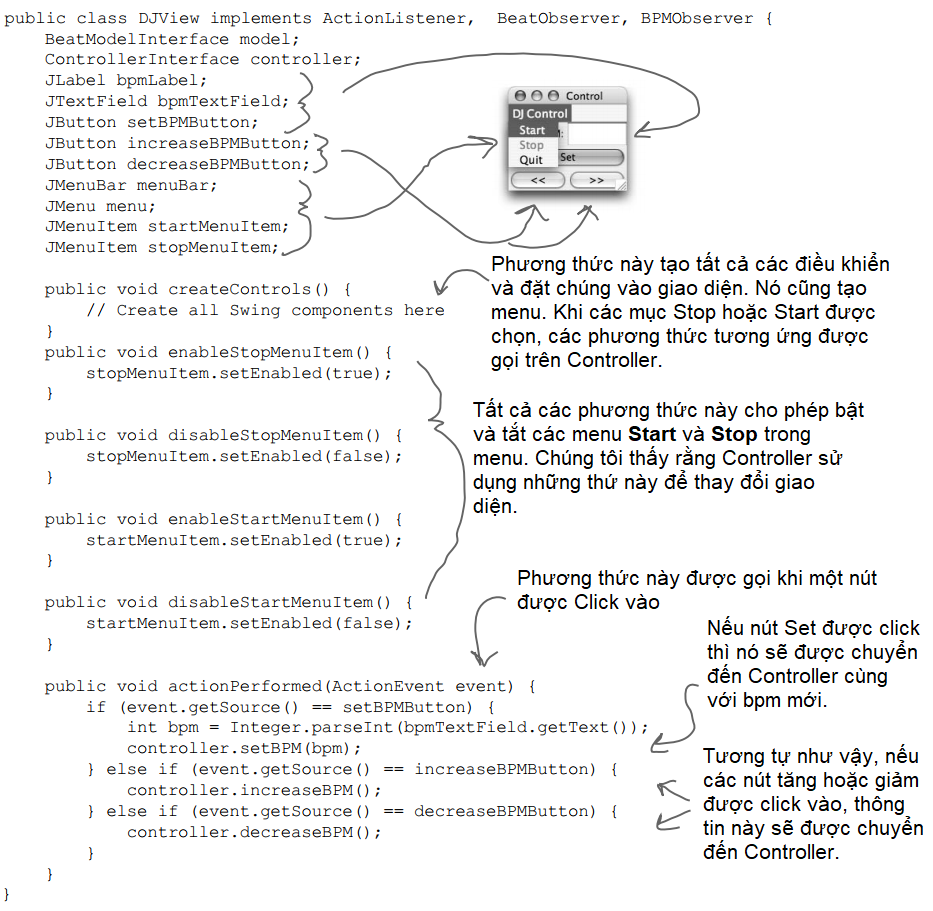 public class DJView implements ActionListener,  BeatObserver, BPMObserver {
    BeatModelInterface model;
    ControllerInterface controller;
    JLabel bpmLabel;
    JTextField bpmTextField;
    JButton setBPMButton;
    JButton increaseBPMButton;
    JButton decreaseBPMButton;
    JMenuBar menuBar;
    JMenu menu;
    JMenuItem startMenuItem;
    JMenuItem stopMenuItem;
Control
DJ Control
Start
Stop
Quit
Set
<<
>>
    public void createControls() {
        // Create all Swing components here
    }
Phương thức này tạo tất cả các điều khiển
và đặt chúng vào giao diện. Nó cũng tạo
menu. Khi các mục Stop hoặc Start được
chọn, các phương thức tương ứng được
gọi trên Controller.
    public void enableStopMenuItem() {
        stopMenuItem.setEnabled(true);
    }
    public void disableStopMenuItem() {
        stopMenuItem.setEnabled(false);
    }
    public void enableStartMenuItem() {
        startMenuItem.setEnabled(true);
    }
    public void disableStartMenuItem() {
        startMenuItem.setEnabled(false);
    }
Tất cả các phương thức này cho phép bật
và tắt các menu Start và Stop trong
menu. Chúng tôi thấy rằng Controller sử
dụng những thứ này để thay đổi giao
diện.
Phương thức này được gọi khi một nút
được Click vào
    public void actionPerformed(ActionEvent event) {
        if (event.getSource() == setBPMButton) {
            int bpm = Integer.parseInt(bpmTextField.getText());
            controller.setBPM(bpm);
        } else if (event.getSource() == increaseBPMButton) {
            controller.increaseBPM();
        } else if (event.getSource() == decreaseBPMButton) {
            controller.decreaseBPM();
        }
    }
}
Nếu nút Set được click
thì nó sẽ được chuyển
đến Controller cùng
với bpm mới.
Tương tự như vậy, nếu
các nút tăng hoặc giảm
được click vào, thông
tin này sẽ được chuyển
đến Controller.